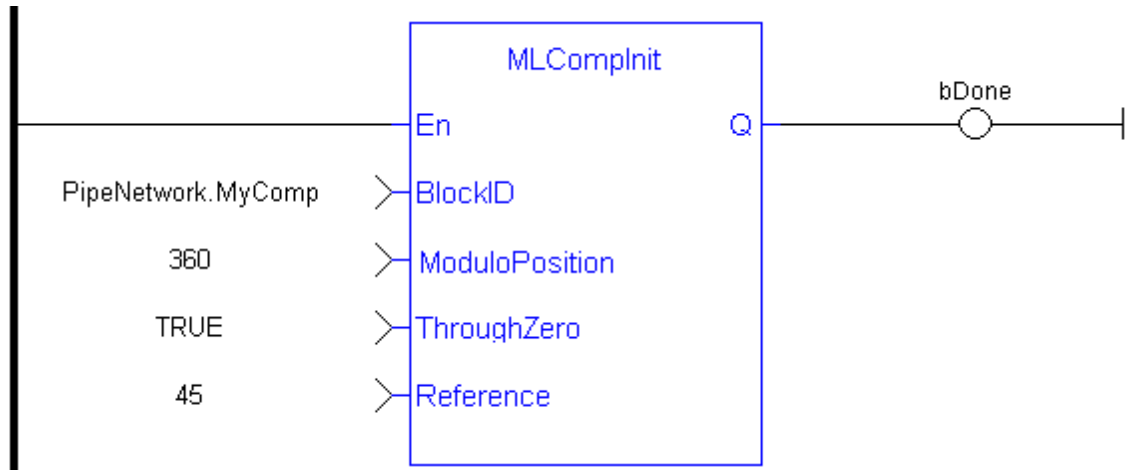 MLCompInit
bDone
En Q
PipeNetwork.MyComp BlockID
360 ModuloPosition
TRUE ThroughZero
45 Reference